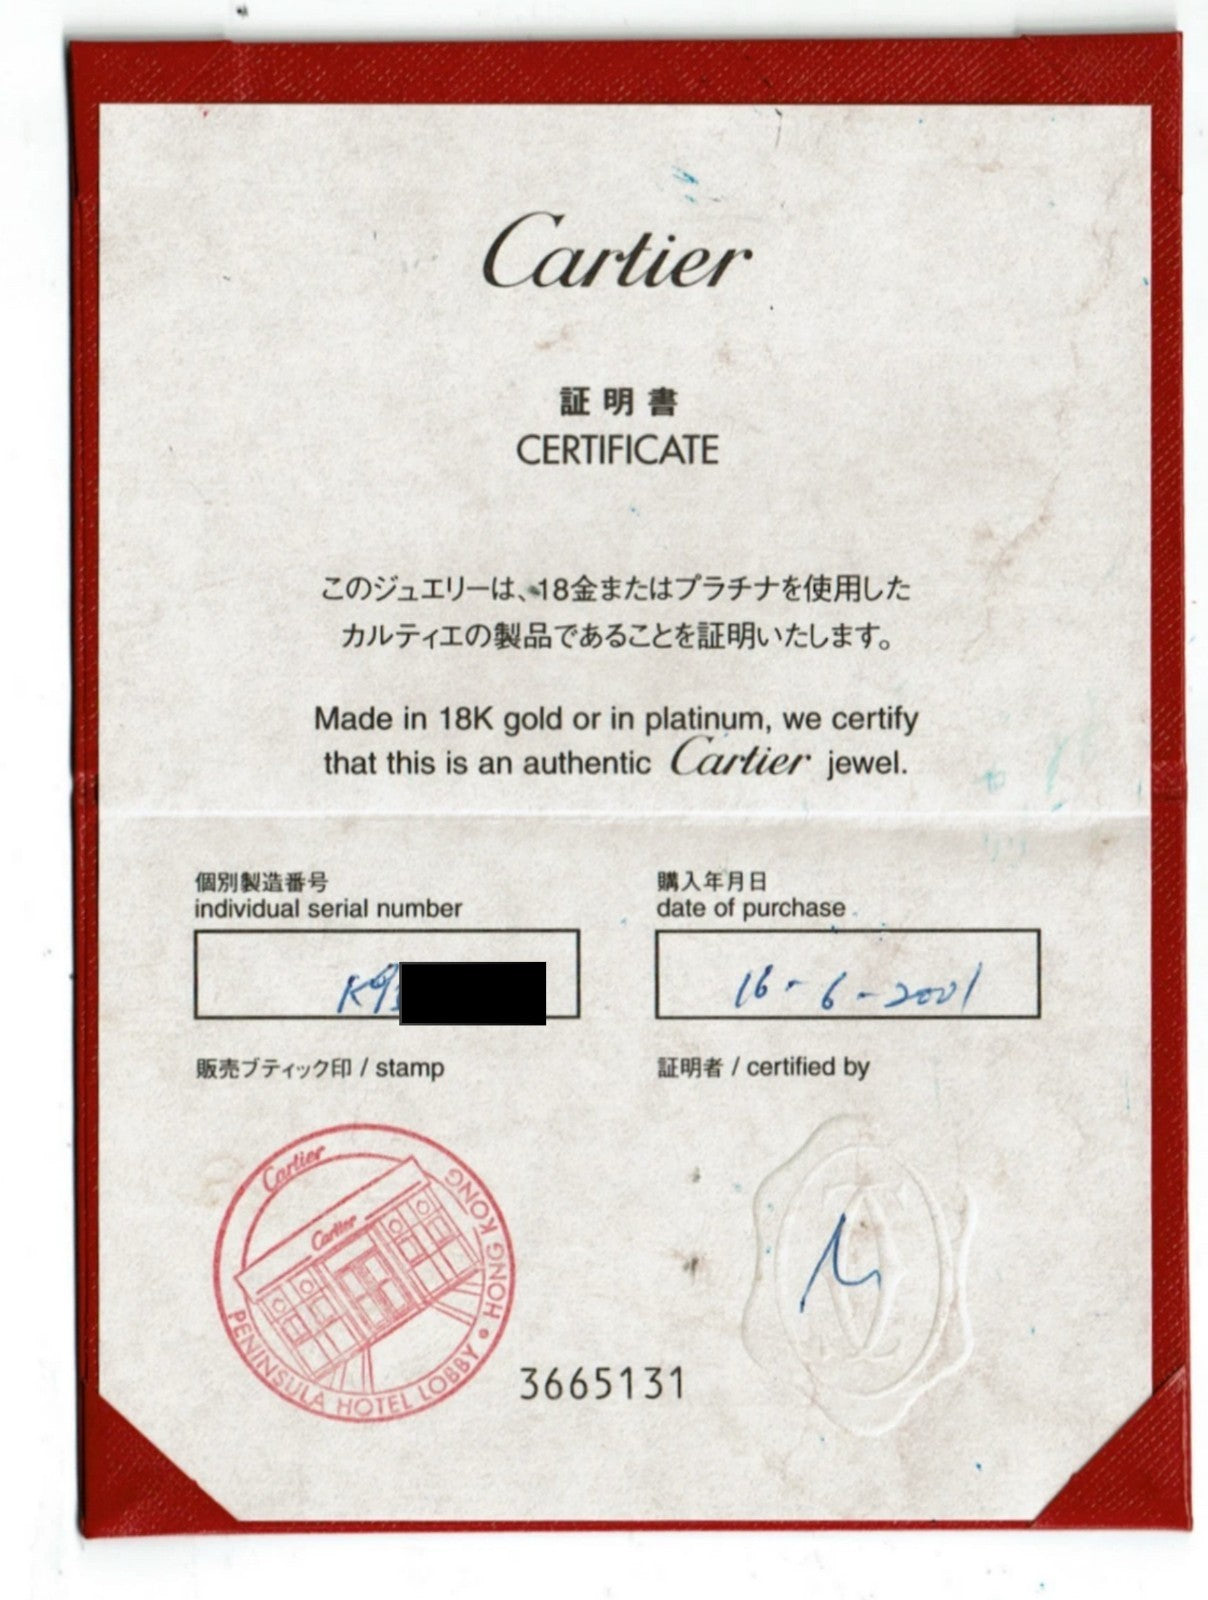 Cartier
証明書
CERTIFICATE
このジュエリーは、18金またはプラチナを使用した
カルティエの製品であることを証明いたします。
Made in 18K gold or in platinum, we certify
that this is an authentic Cartier jewel.
個別製造番号
individual serial number
購入年月日
date of purchase
K9
16-6-2001
販売ブティック印 / stamp
証明者 / certified by
Cartier
Cartier
PENINSULA HOTEL LOBBY • HONG KONG
3665131